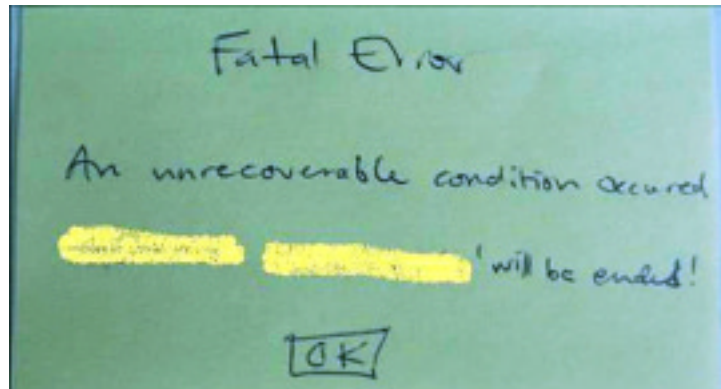 Fatal Error
An unrecoverable condition occured
' will be ended!
OK